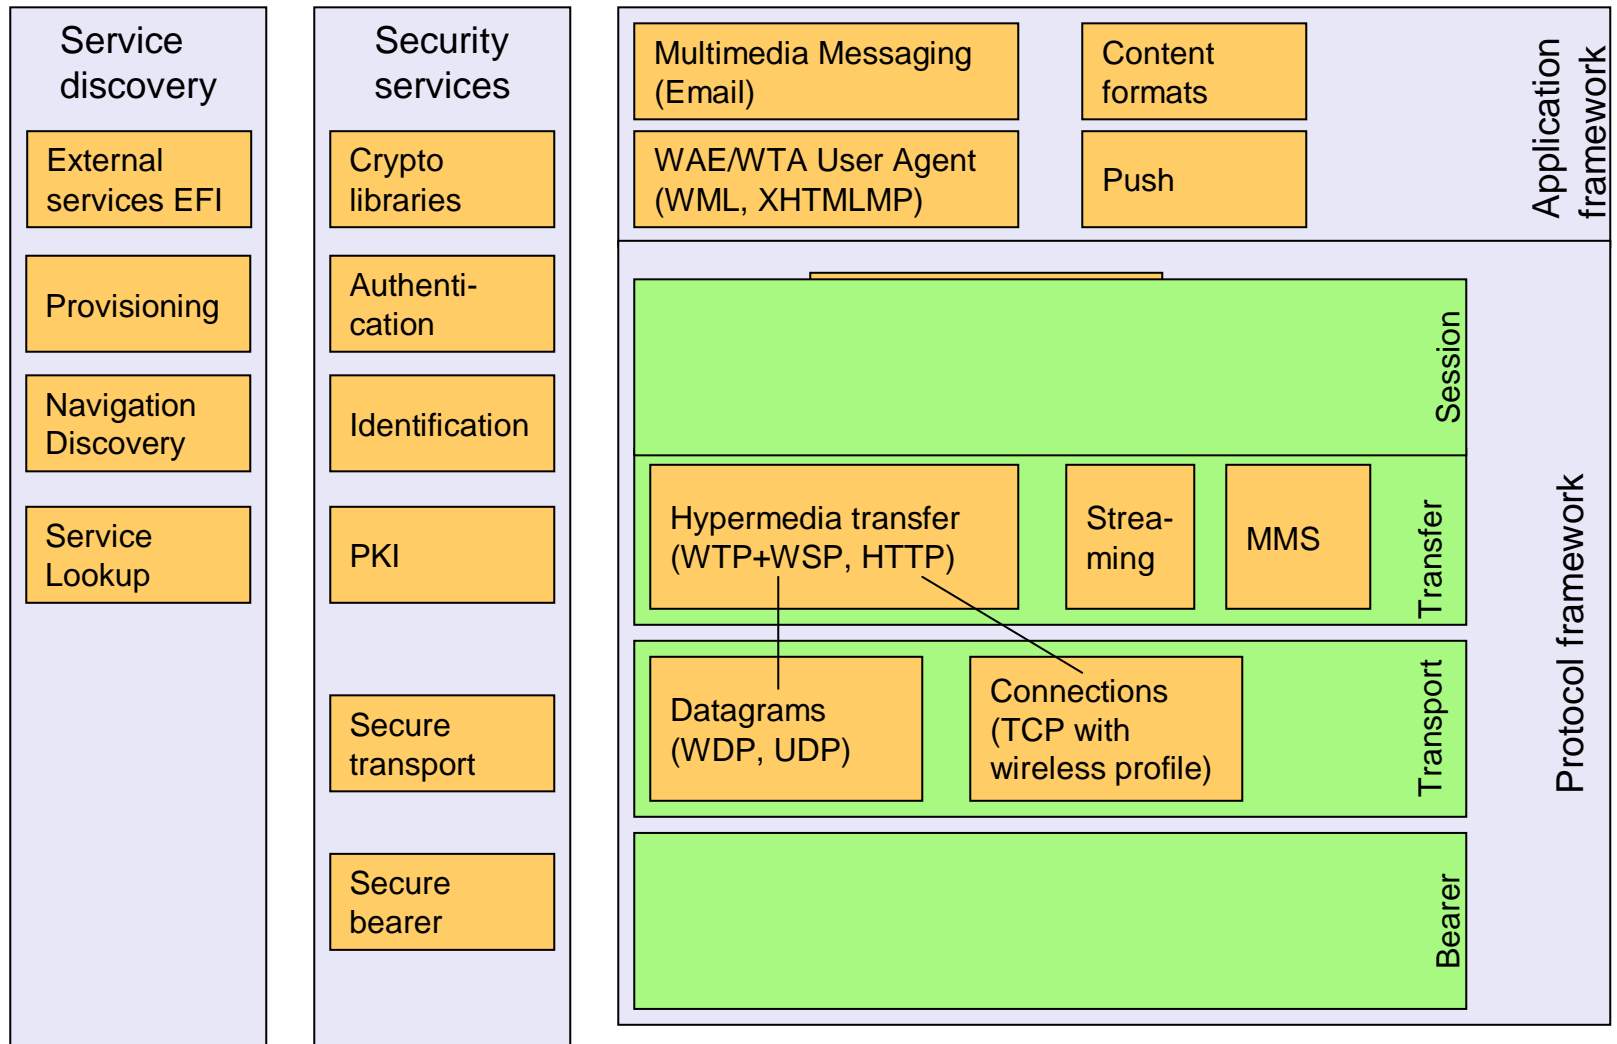 Service
discovery
External
services EFI
Provisioning
Navigation
Discovery
Service
Lookup
Security
services
Crypto
libraries
Authenti-
cation
Identification
PKI
Secure
transport
Secure
bearer
Multimedia Messaging
(Email)
Content
formats
WAE/WTA User Agent
(WML, XHTMLMP)
Push
Application
framework
Session
Hypermedia transfer
(WTP+WSP, HTTP)
Strea-
ming
MMS
Transfer
Datagrams
(WDP, UDP)
Connections
(TCP with
wireless profile)
Transport
Bearer
Protocol framework